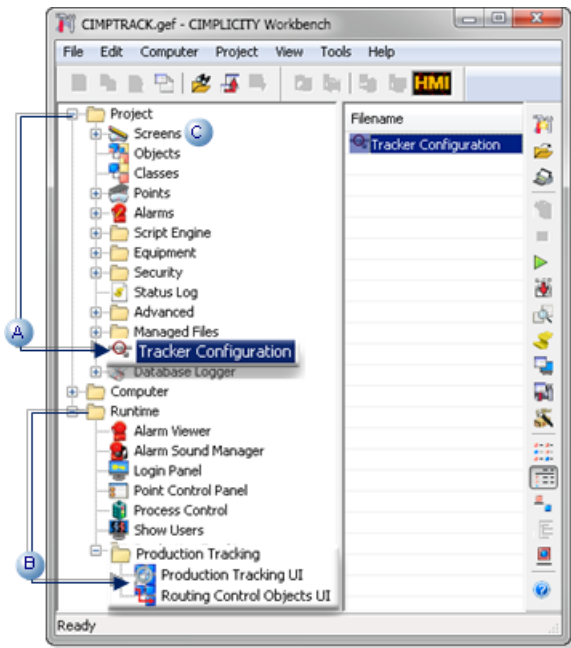 CIMPTRACK.gef - CIMPLICITY Workbench
File Edit Computer Project View Tools Help
HMI
Project
Screens C
Objects
Classes
Points
Alarms
Script Engine
Equipment
Security
Status Log
Advanced
Managed Files
A
Tracker Configuration
Database Logger
Computer
Runtime
Alarm Viewer
Alarm Sound Manager
Login Panel
Point Control Panel
Process Control
Show Users
Production Tracking
B
Production Tracking UI
Routing Control Objects UI
Filename
Tracker Configuration
Ready